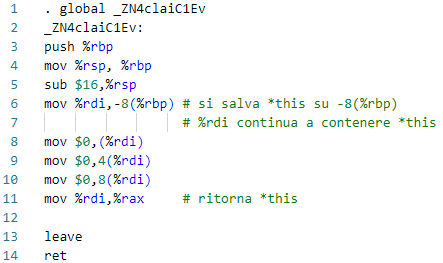 1 . global _ZN4claiC1Ev
2 _ZN4claiC1Ev:
3 push %rbp
4 mov %rsp, %rbp
5 sub $16,%rsp
6 mov %rdi,-8(%rbp) # si salva *this su -8(%rbp)
7 # %rdi continua a contenere *this
8 mov $0,(%rdi)
9 mov $0,4(%rdi)
10 mov $0,8(%rdi)
11 mov %rdi,%rax # ritorna *this
12
13 leave
14 ret